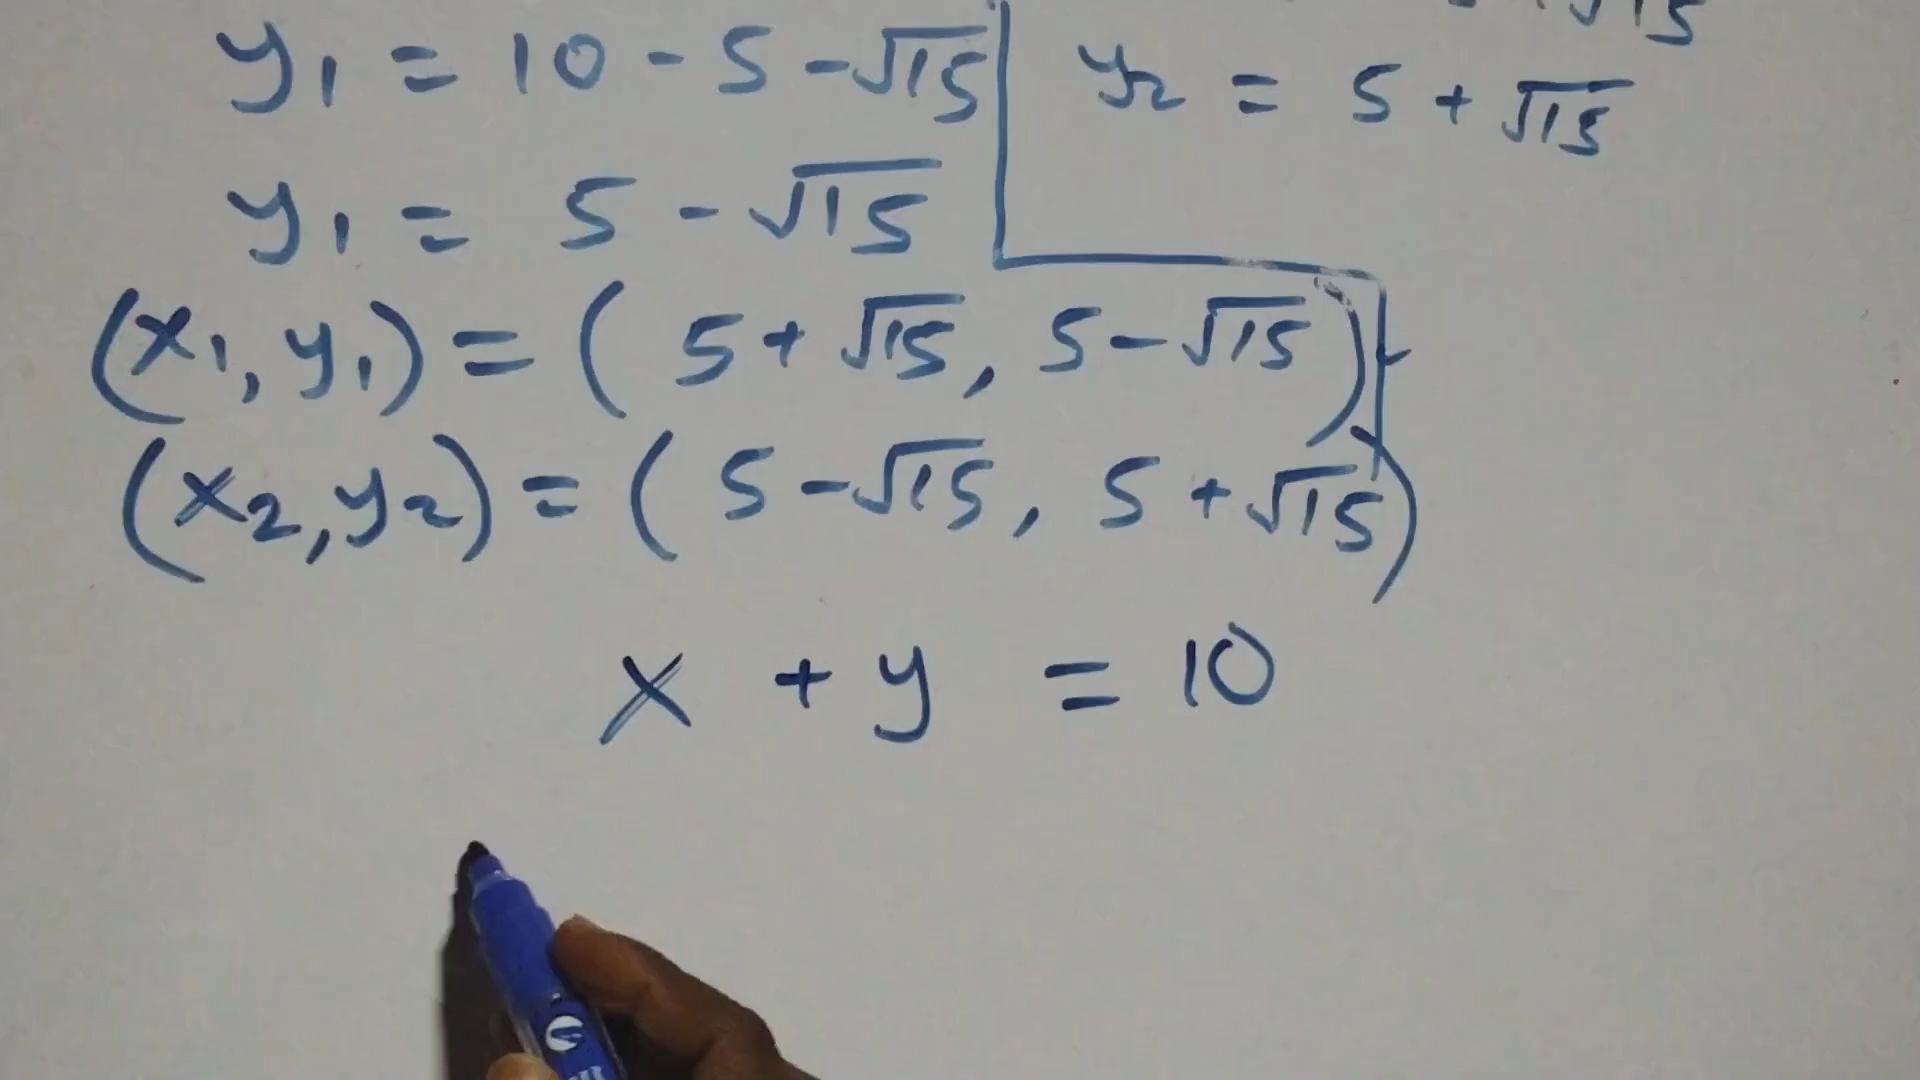 y₁ = 10 - 5 - √15
y₂ = 5 + √15
y₁ = 5 - √15
(x₁, y₁) = (5 + √15, 5 - √15)
(x₂, y₂) = (5 - √15, 5 + √15)
x + y = 10